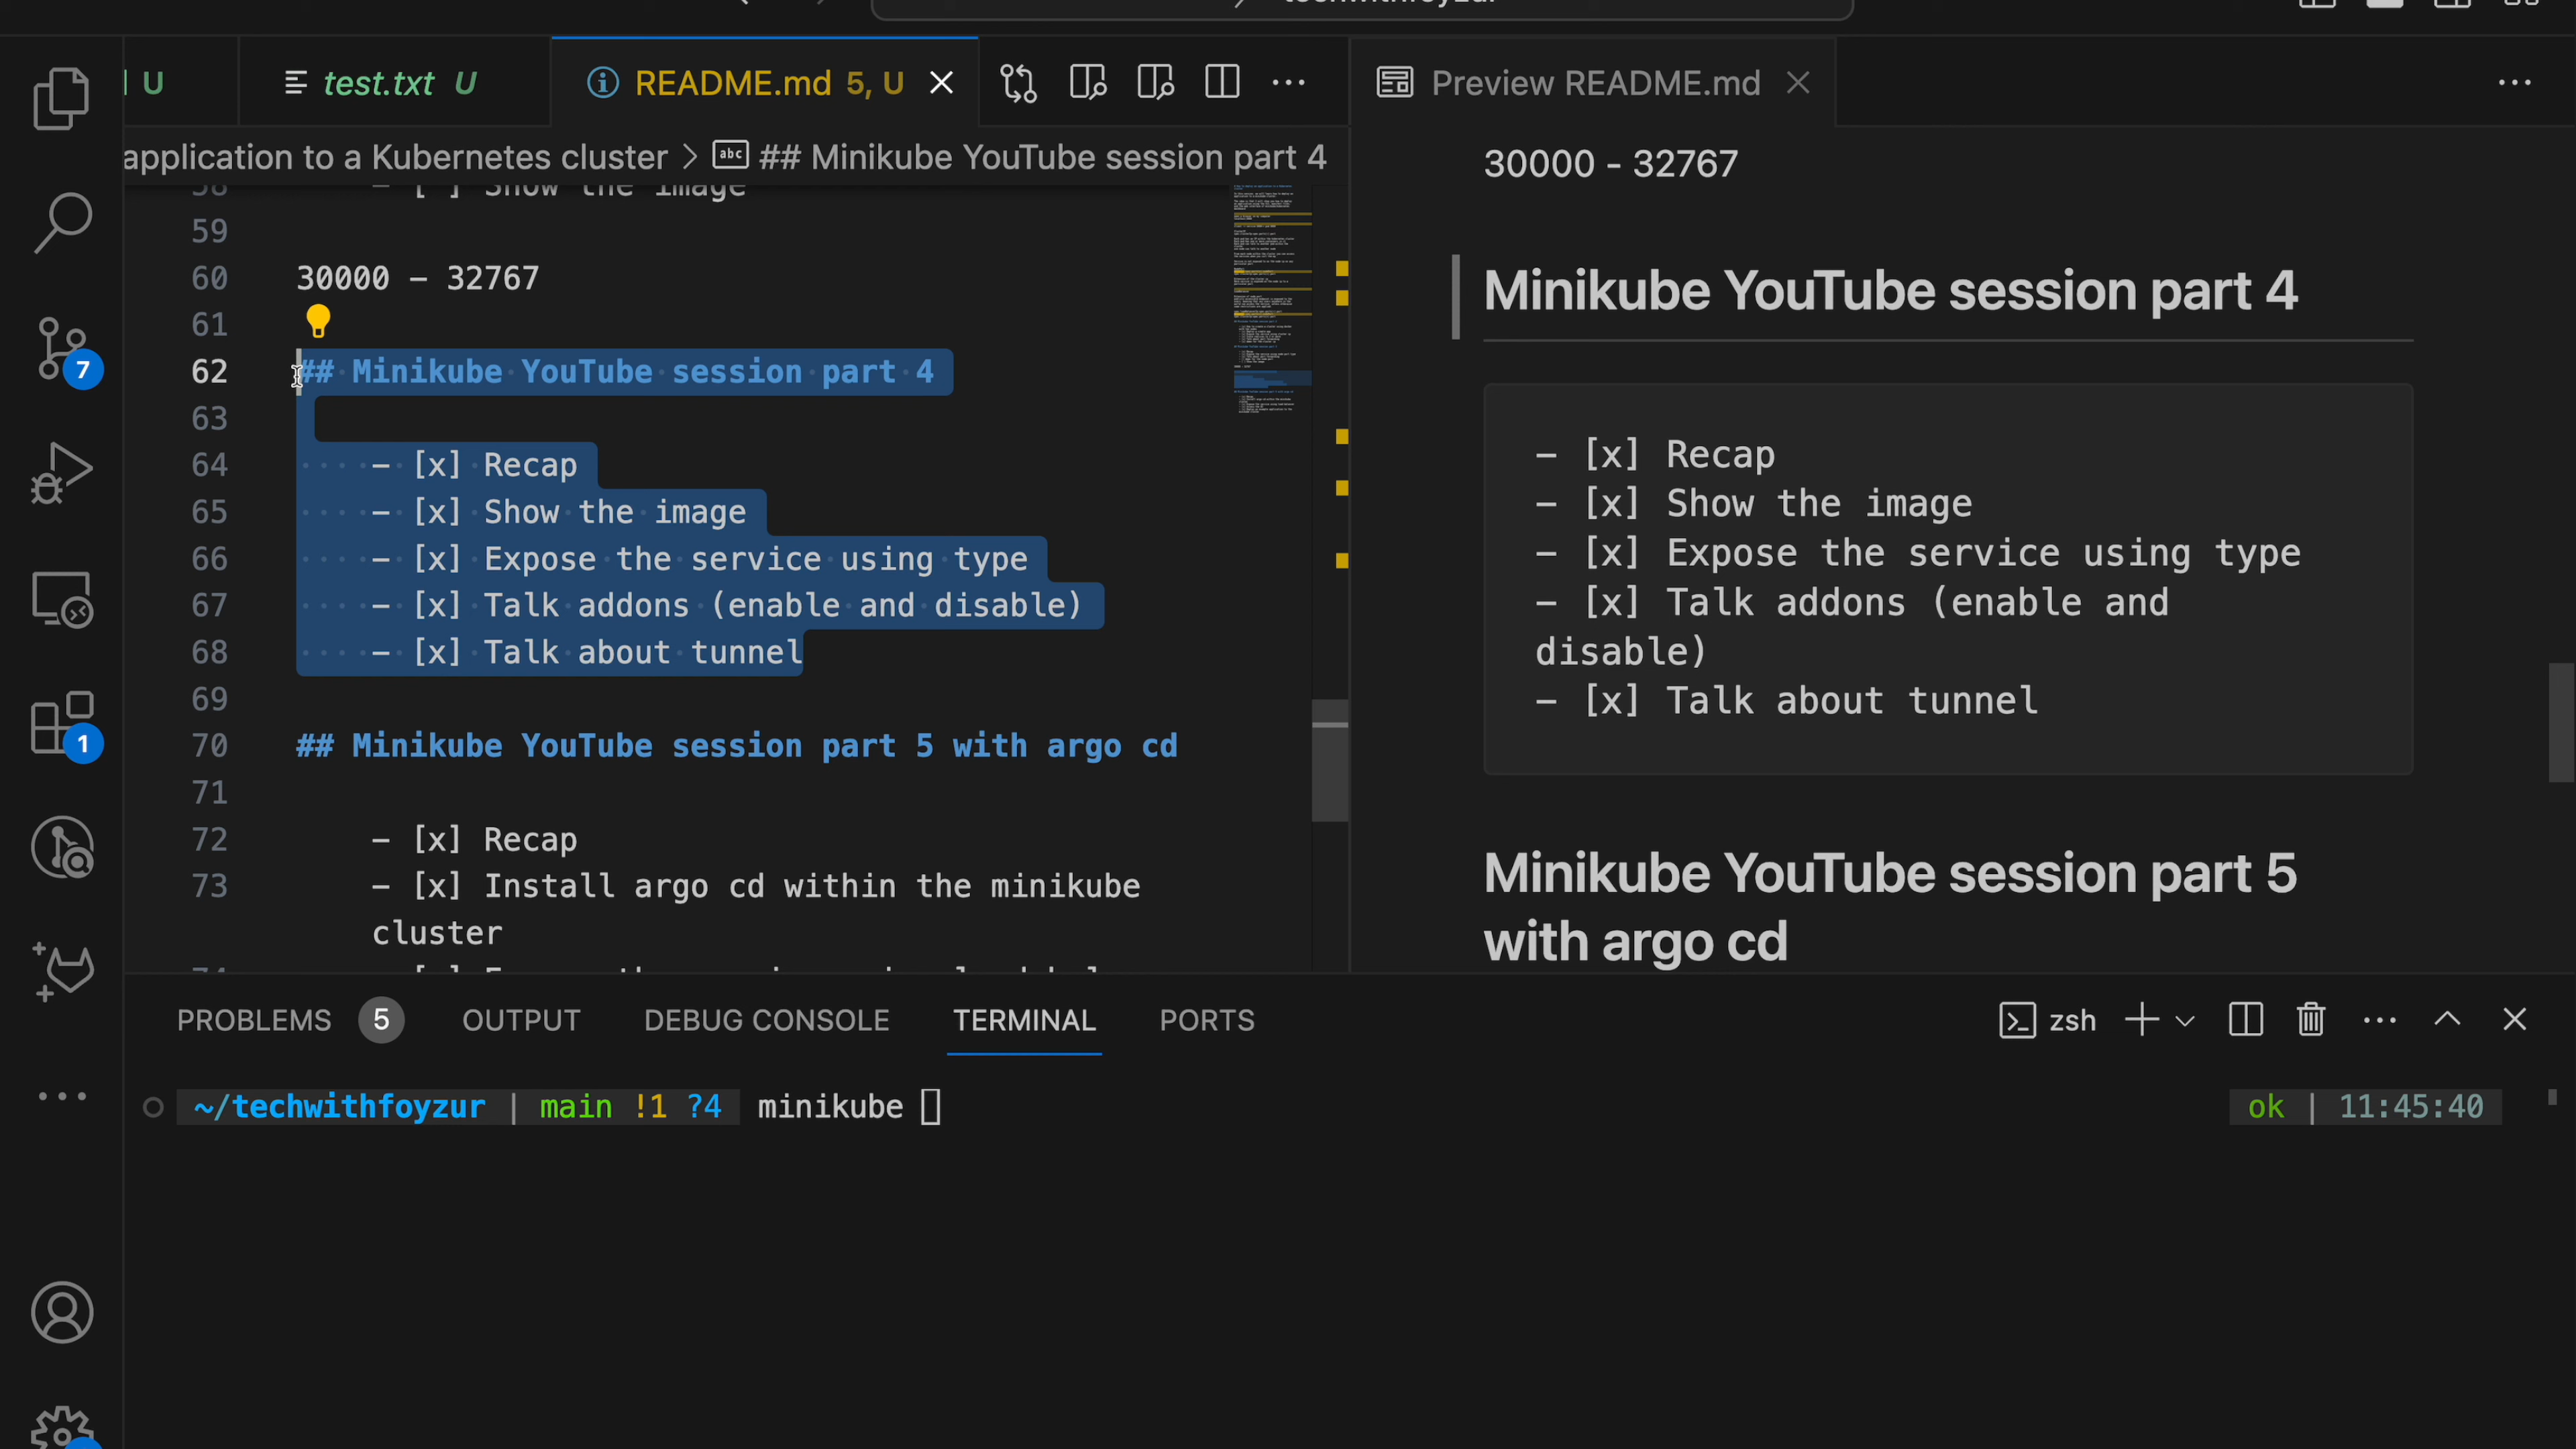 U
test.txt U
README.md 5, U
Preview README.md
application to a Kubernetes cluster > abc ## Minikube YouTube session part 4
58 - [ ] Show the image
59
60 30000 - 32767
61
62 ## Minikube YouTube session part 4
63
64 - [x] Recap
65 - [x] Show the image
66 - [x] Expose the service using type
67 - [x] Talk addons (enable and disable)
68 - [x] Talk about tunnel
69
70 ## Minikube YouTube session part 5 with argo cd
71
72 - [x] Recap
73 - [x] Install argo cd within the minikube
cluster
30000 - 32767
Minikube YouTube session part 4
- [x] Recap
- [x] Show the image
- [x] Expose the service using type
- [x] Talk addons (enable and
disable)
- [x] Talk about tunnel
Minikube YouTube session part 5
with argo cd
7
1
PROBLEMS 5 OUTPUT DEBUG CONSOLE TERMINAL PORTS
zsh
~/techwithfoyzur | main !1 ?4 minikube
ok | 11:45:40